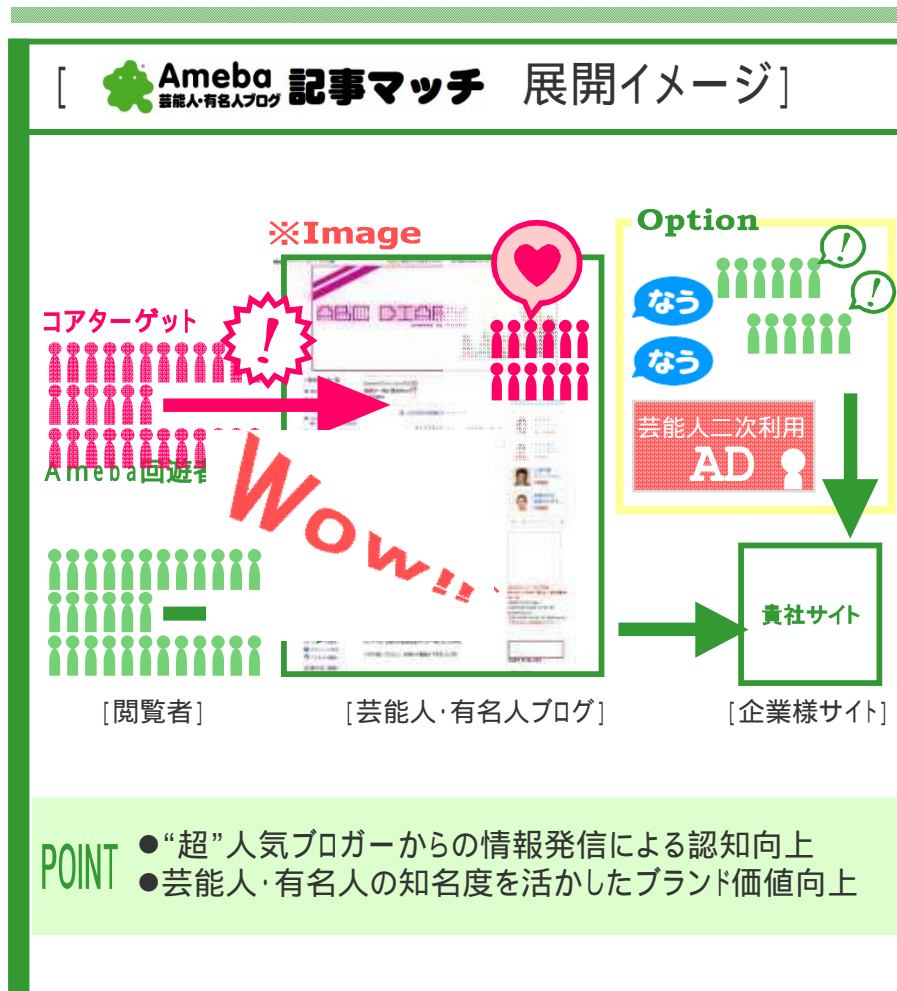 [ Ameba 芸能人・有名人ブログ 記事マッチ 展開イメージ]
※Image
Option
コアターゲット
!
!
!
なう
なう
ABC DIAR
芸能人二次利用
AD
Ameba回遊者
Wow!!
貴社サイト
[閲覧者]
[芸能人・有名人ブログ]
[企業様サイト]
POINT
●“超”人気ブロガーからの情報発信による認知向上
●芸能人・有名人の知名度を活かしたブランド価値向上